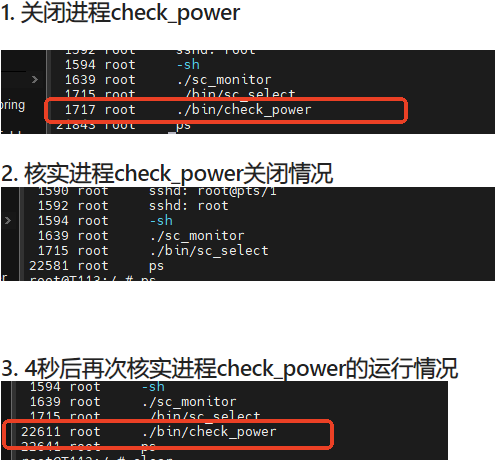 1. 关闭进程check_power
1592 root sshd: root
1594 root -sh
1639 root ./sc_monitor
1715 root ./bin/sc_select
pring
1717 root ./bin/check_power
21843 root ps
2. 核实进程check_power关闭情况
1590 root sshd: root@pts/1
1592 root sshd: root
1594 root -sh
1639 root ./sc_monitor
1715 root ./bin/sc_select
22581 root ps
root@T113:/ # ps
3. 4秒后再次核实进程check_power的运行情况
1594 root -sh
1639 root ./sc_monitor
1715 root ./bin/sc_select
22611 root ./bin/check_power
22641 root ps
root@T113:/ # clear